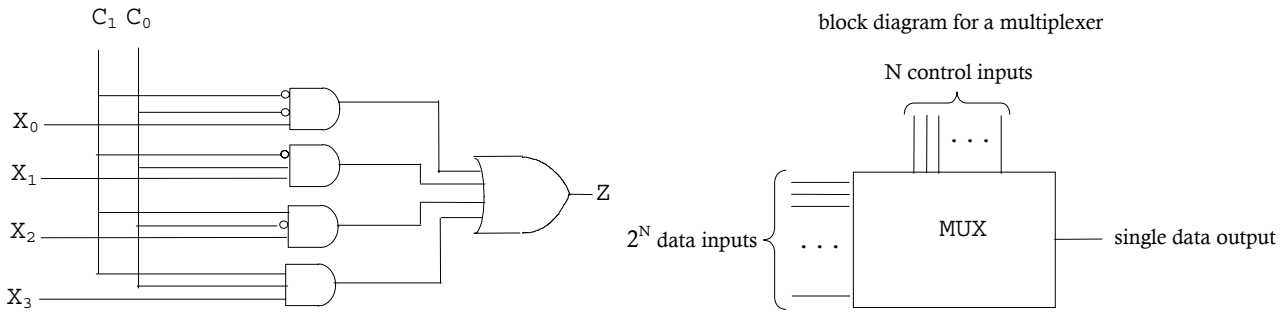 C₁ C₀
X₀
X₁
X₂
X₃
Z
block diagram for a multiplexer
N control inputs
. . .
2ᴺ data inputs
. . .
MUX
single data output